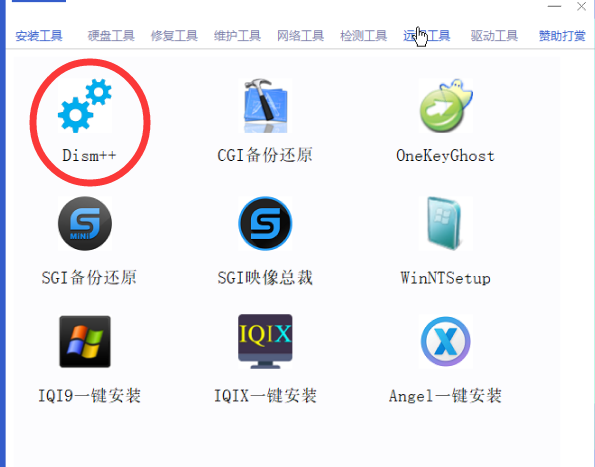 安装工具 硬盘工具 修复工具 维护工具 网络工具 检测工具 远 工具 驱动工具 赞助打赏
Dism++ CGI备份还原 OneKeyGhost
S MiNi S
SGI备份还原 SGI映像总裁 WinNTSetup
IQIX X
IQI9一键安装 IQIX一键安装 Angel一键安装